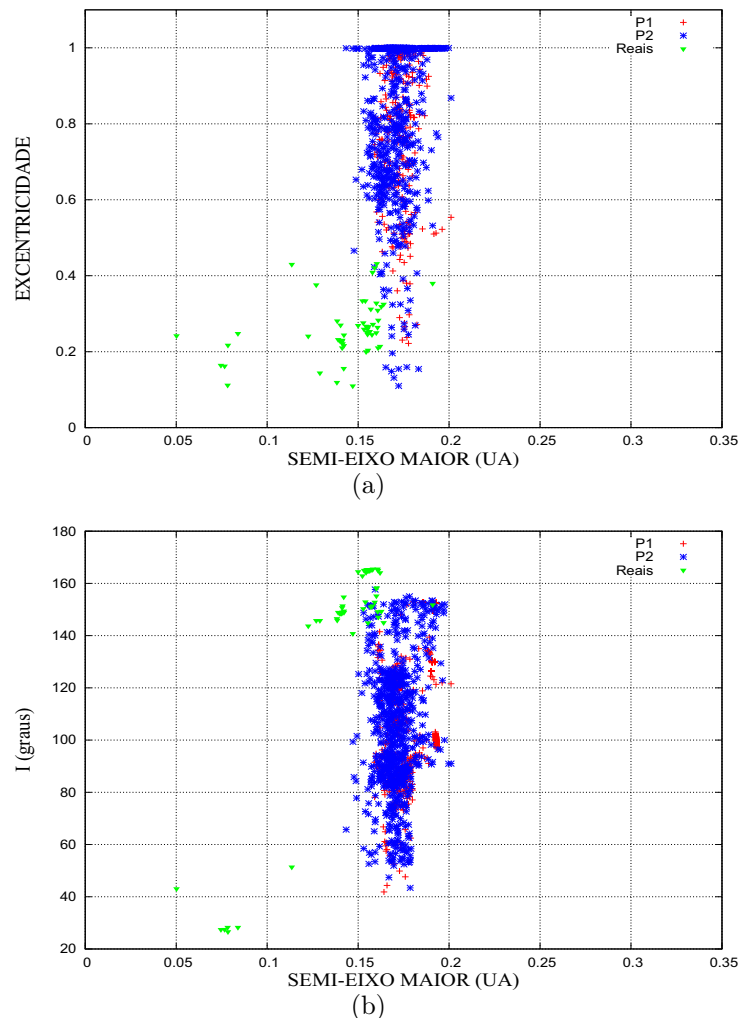 P1
P2
Reais
1
0.8
0.6
0.4
0.2
0
EXCENTRICIDADE
0 0.05 0.1 0.15 0.2 0.25 0.3 0.35
SEMI-EIXO MAIOR (UA)
(a)
180
P1
P2
Reais
160
140
120
100
80
60
40
20
I (graus)
0 0.05 0.1 0.15 0.2 0.25 0.3 0.35
SEMI-EIXO MAIOR (UA)
(b)